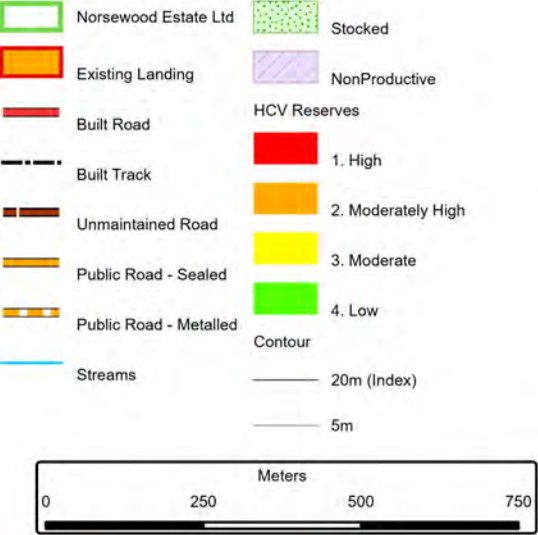 Norsewood Estate Ltd
Existing Landing
Built Road
Built Track
Unmaintained Road
Public Road - Sealed
Public Road - Metalled
Streams
Stocked
NonProductive
HCV Reserves
1. High
2. Moderately High
3. Moderate
4. Low
Contour
20m (Index)
5m
Meters
0 250 500 750